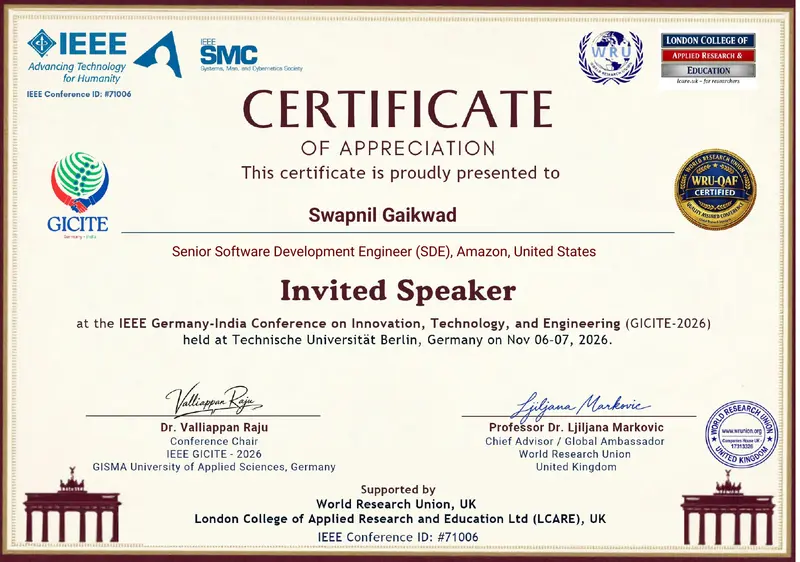 IEEE
Advancing Technology
for Humanity
IEEE Conference ID: #71006
IEEE
SMC
Systems, Man, and Cybernetics Society
WRU
LONDON COLLEGE OF
APPLIED RESEARCH &
EDUCATION
lcare.uk - for researchers
CERTIFICATE
OF APPRECIATION
This certificate is proudly presented to
GICITE
Germany - India
WORLD RESEARCH UNION
WRU-QAF
CERTIFIED
QUALITY ASSURED CONFERENCE
Swapnil Gaikwad
Senior Software Development Engineer (SDE), Amazon, United States
Invited Speaker
at the IEEE Germany-India Conference on Innovation, Technology, and Engineering (GICITE-2026)
held at Technische Universität Berlin, Germany on Nov 06-07, 2026.
Valliappan Raju
Dr. Valliappan Raju
Conference Chair
IEEE GICITE - 2026
GISMA University of Applied Sciences, Germany
Ljiljana Markovic
Professor Dr. Ljiljana Markovic
Chief Advisor / Global Ambassador
World Research Union
United Kingdom
WORLD RESEARCH UNION
www.wrunion.org
Companies House UK -
UNITED KINGDOM
Supported by
World Research Union, UK
London College of Applied Research and Education Ltd (LCARE), UK
IEEE Conference ID: #71006